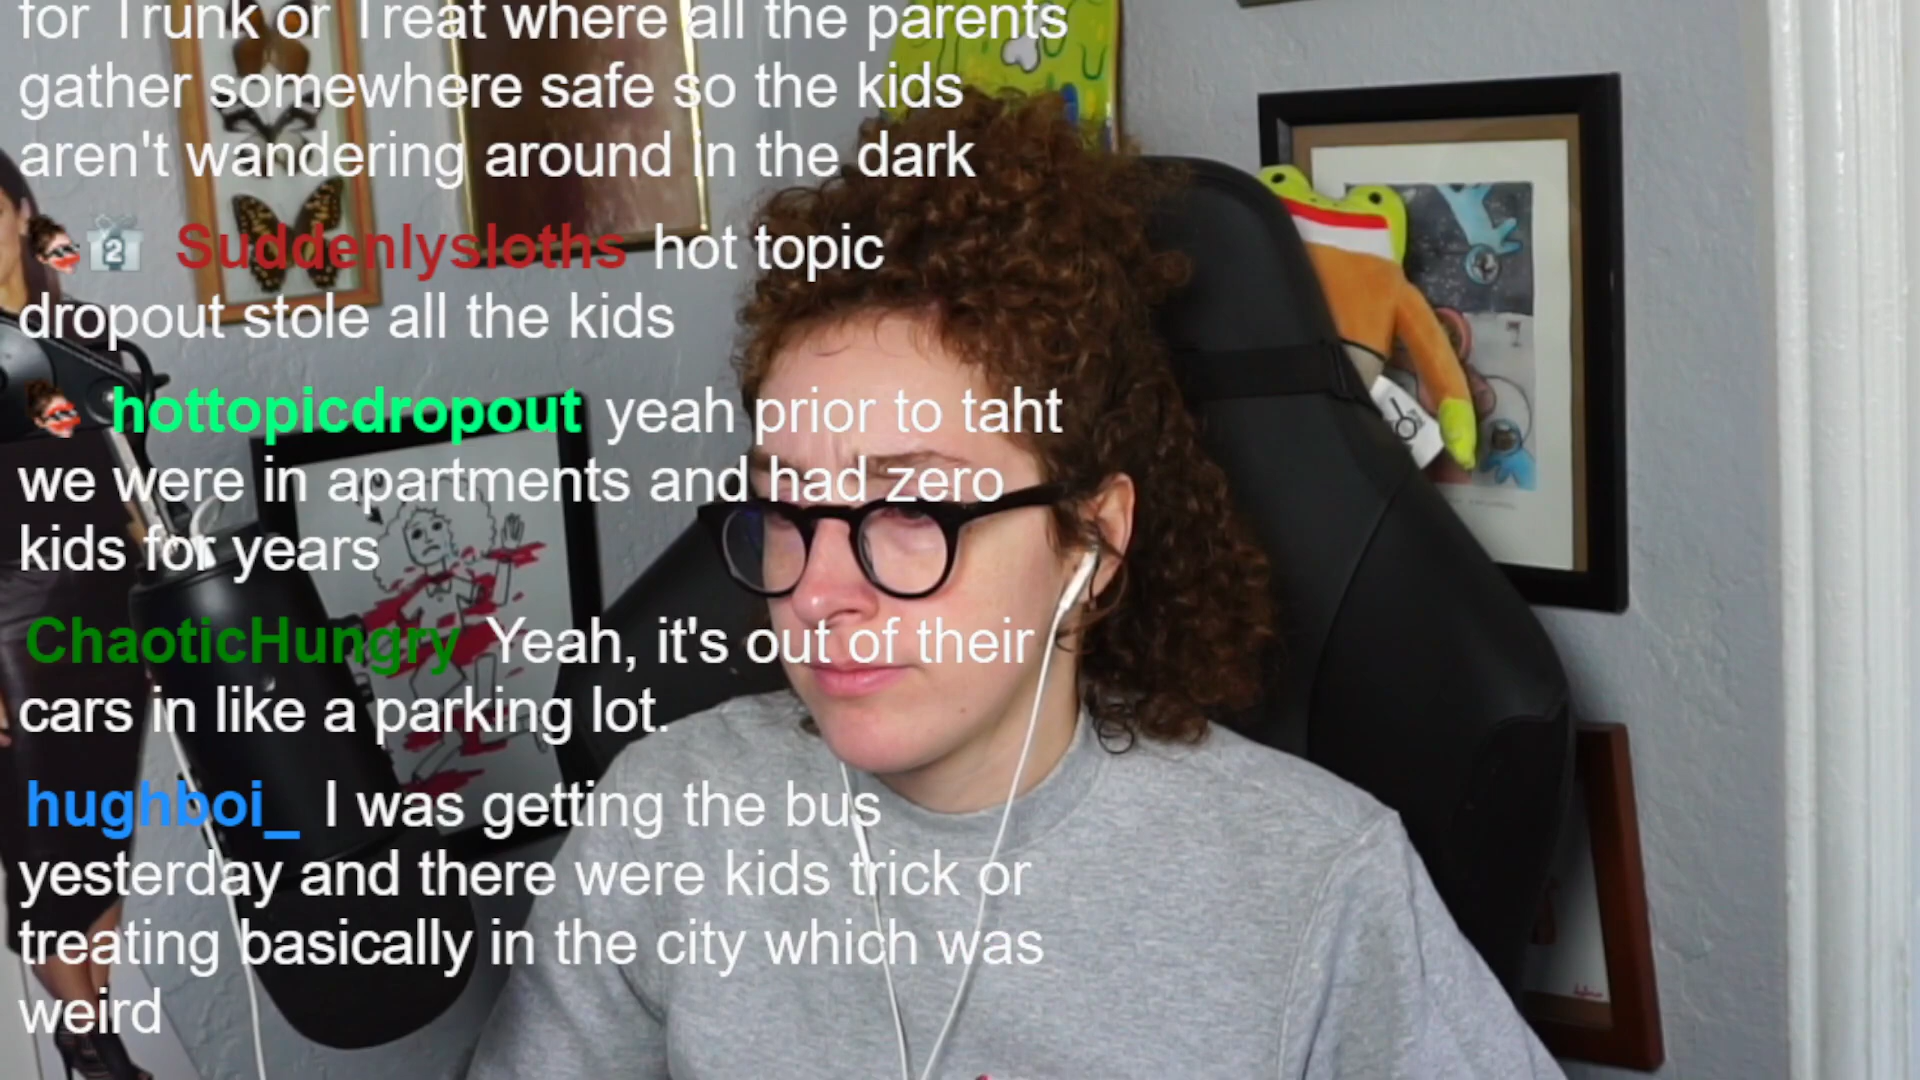 for Trunk or Treat where all the parents
gather somewhere safe so the kids
aren't wandering around in the dark
2 Suddenlysloths hot topic
dropout stole all the kids
hottopicdropout yeah prior to taht
we were in apartments and had zero
kids for years
ChaoticHungry Yeah, it's out of their
cars in like a parking lot.
hughboi_ I was getting the bus
yesterday and there were kids trick or
treating basically in the city which was
weird